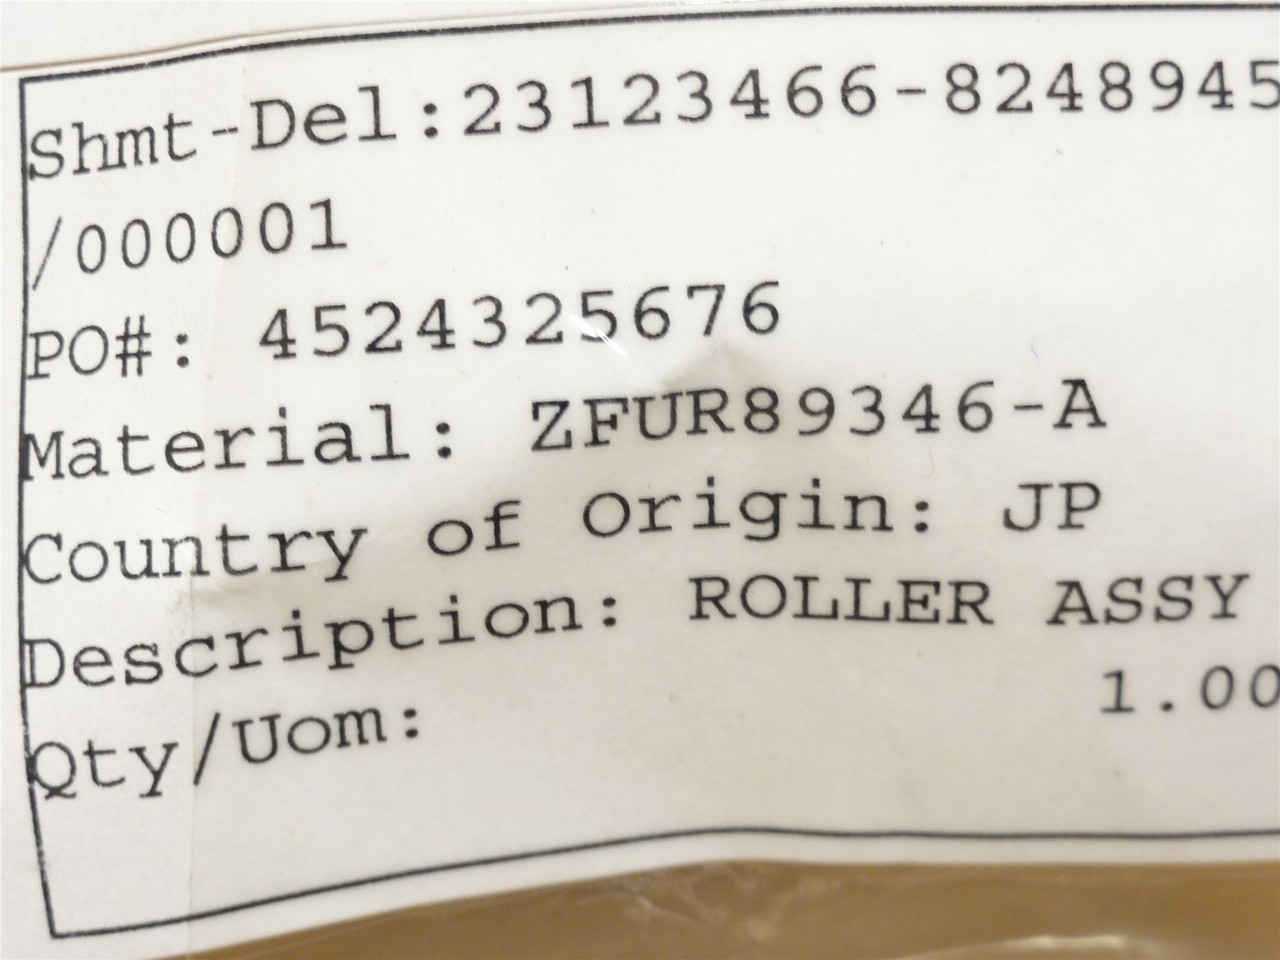 Shmt-Del:23123466-8248945
/000001
PO#: 4524325676
Material: ZFUR89346-A
Country of Origin: JP
Description: ROLLER ASSY
Qty/Uom: 1.00